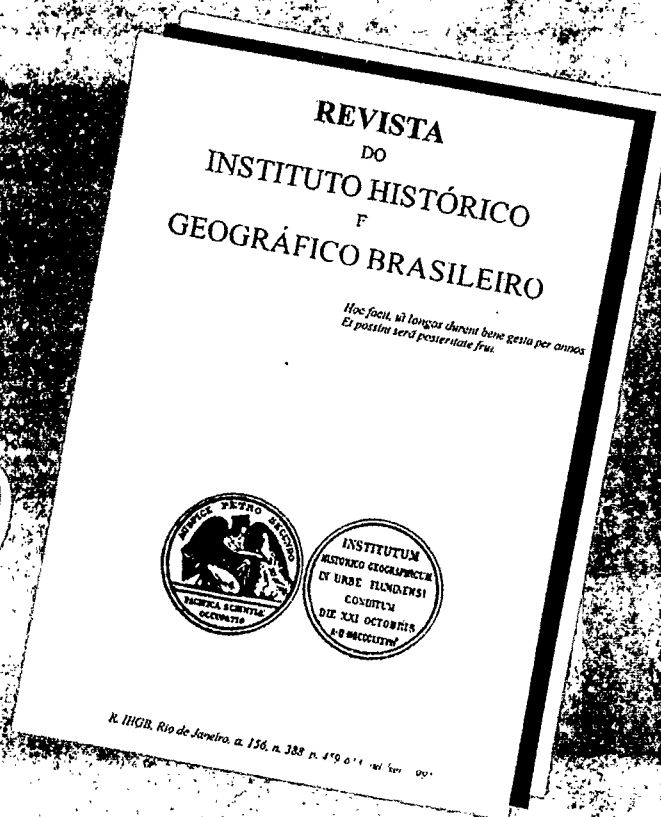 REVISTA
DO
INSTITUTO HISTÓRICO
E
GEOGRÁFICO BRASILEIRO
Hoc facit, ut longos durent bene gesta per annos
Et possint serâ posteritate frui.
AUSPICE PETRO SECUNDO
PACIFICA SCIENTIÆ
OCCUPATIO
INSTITUTUM
HISTORICO GEOGRAPHICUM
IN URBE FLUMINENSI
CONDITUM
DIE XXI OCTOBRIS
R. IHGB, Rio de Janeiro, a. 156, n. 388, p.